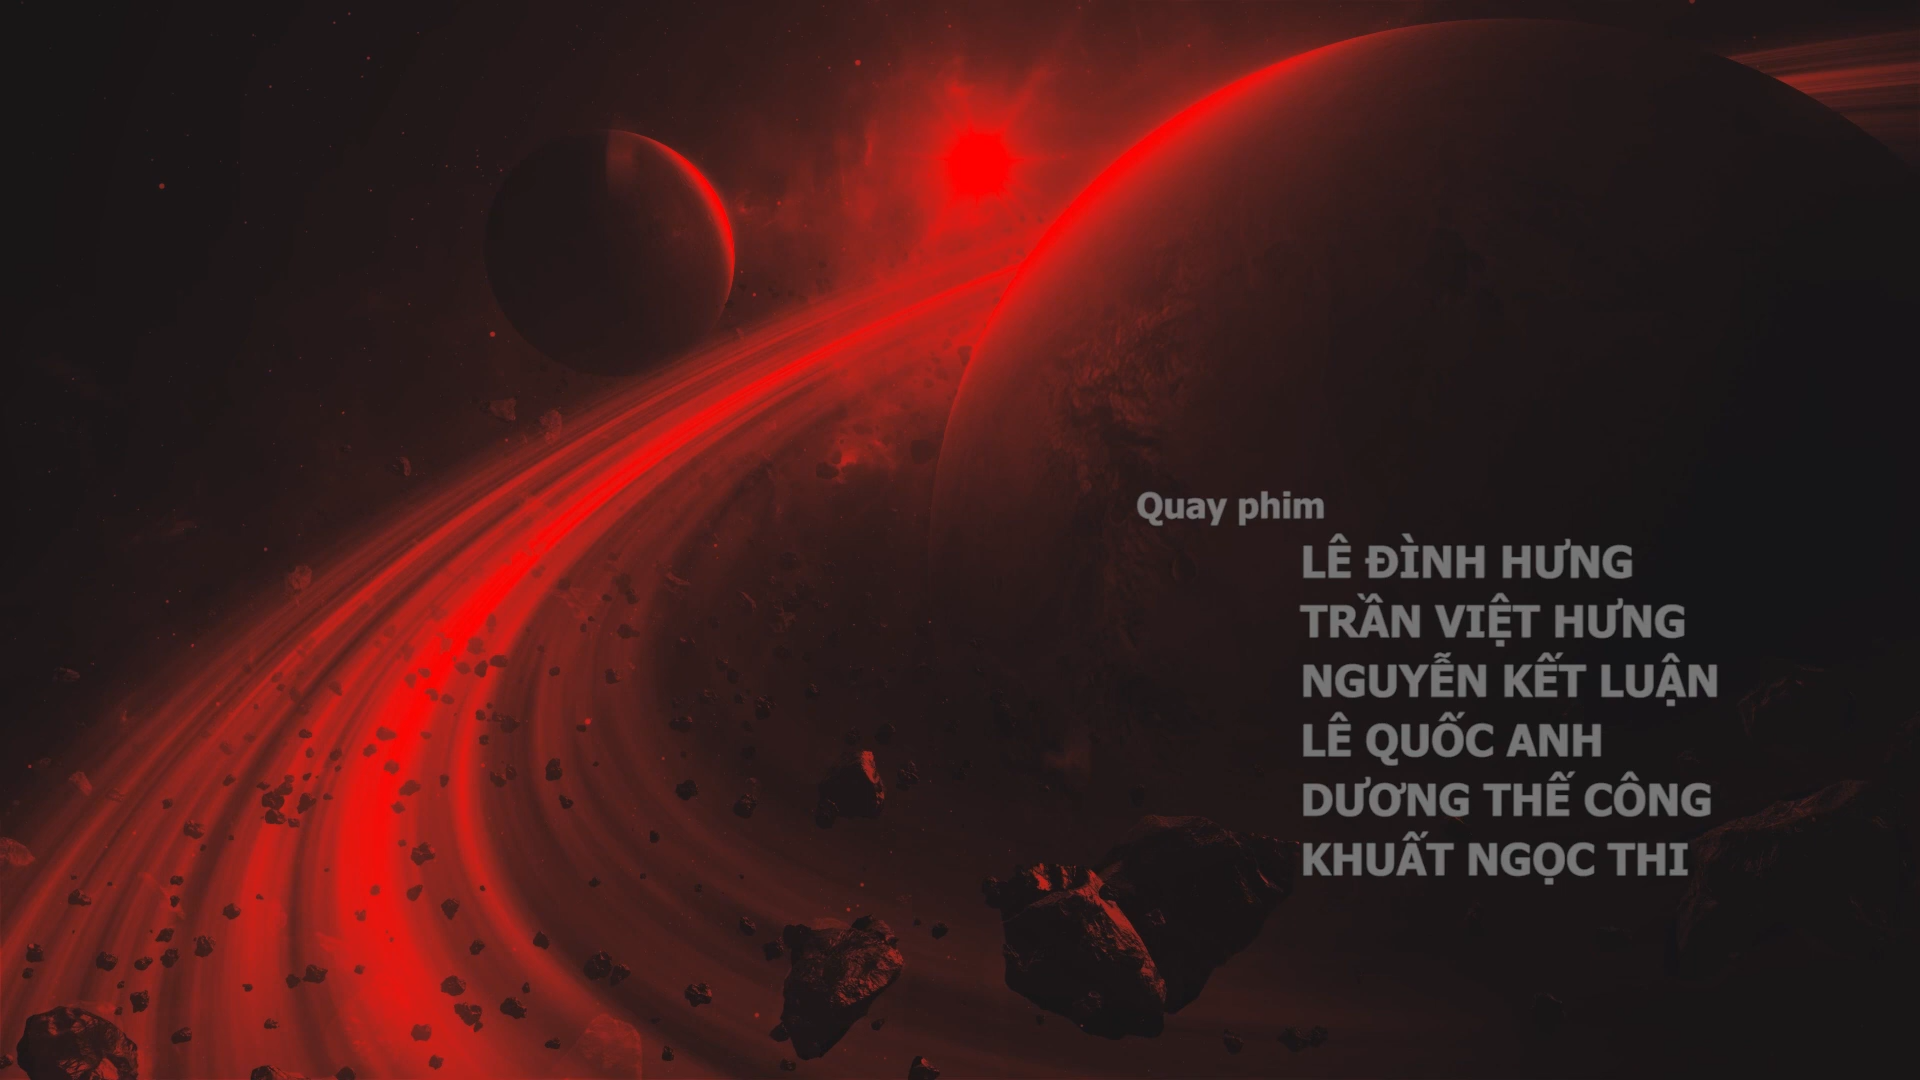 Quay phim
LÊ ĐÌNH HƯNG
TRẦN VIỆT HƯNG
NGUYỄN KẾT LUẬN
LÊ QUỐC ANH
DƯƠNG THẾ CÔNG
KHUẤT NGỌC THI